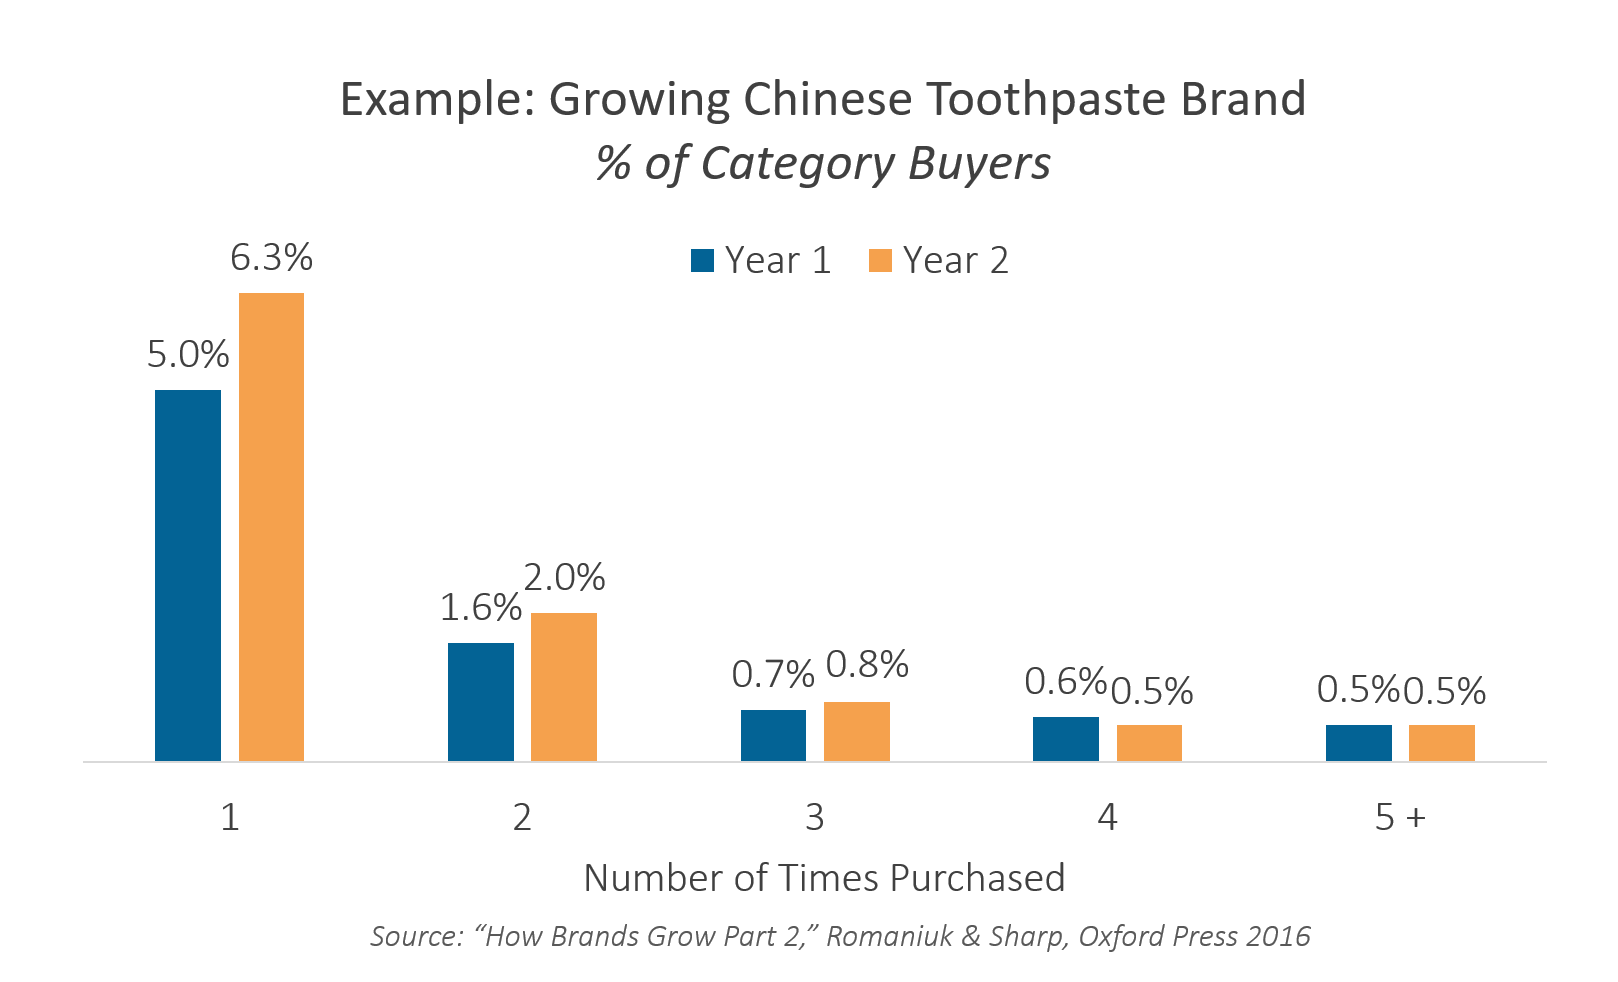 Example: Growing Chinese Toothpaste Brand
% of Category Buyers
Year 1 Year 2
6.3%
5.0%
2.0%
1.6%
0.8%
0.7%
0.6%
0.5%
0.5%
0.5%
1 2 3 4 5 +
Number of Times Purchased
Source: “How Brands Grow Part 2,” Romaniuk & Sharp, Oxford Press 2016